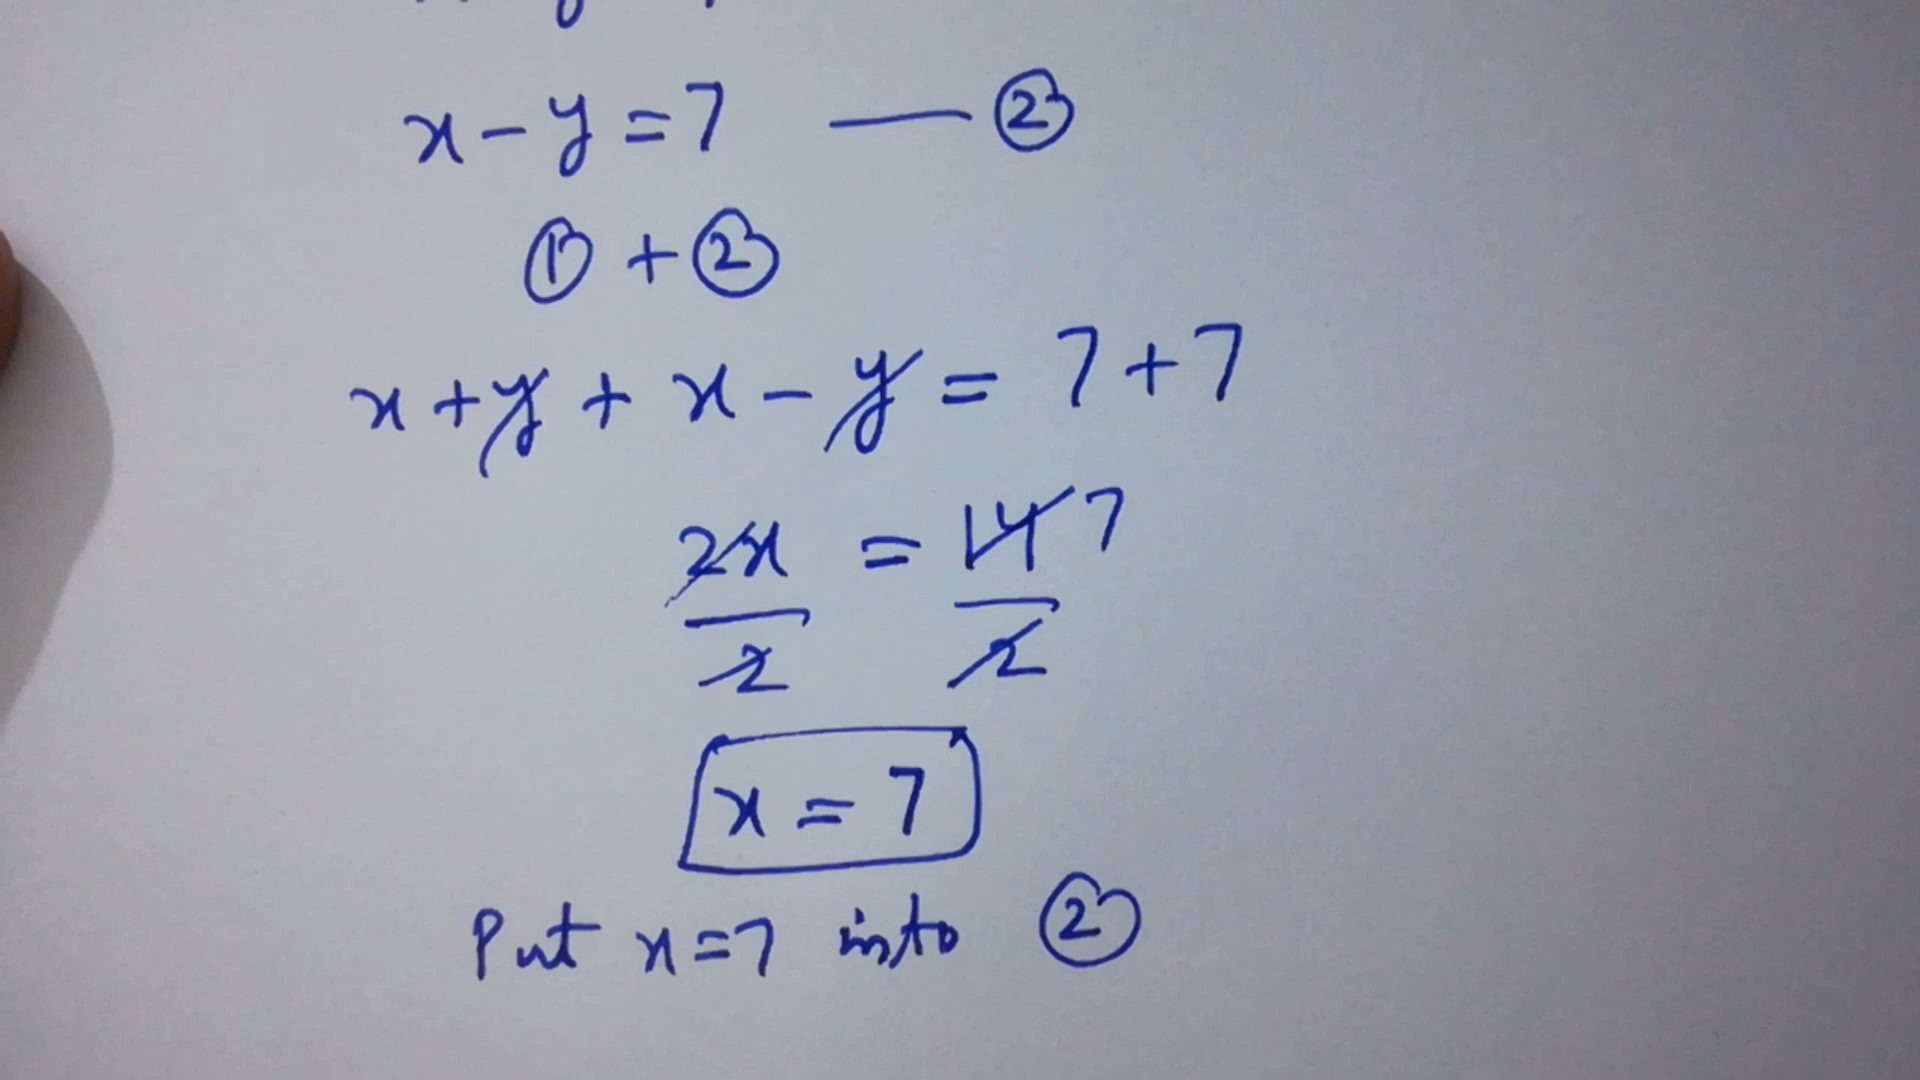 x - y = 7 — ②
① + ②
x + y + x - y = 7 + 7
2x = 14 7
2 2
x = 7
Put x = 7 into ②